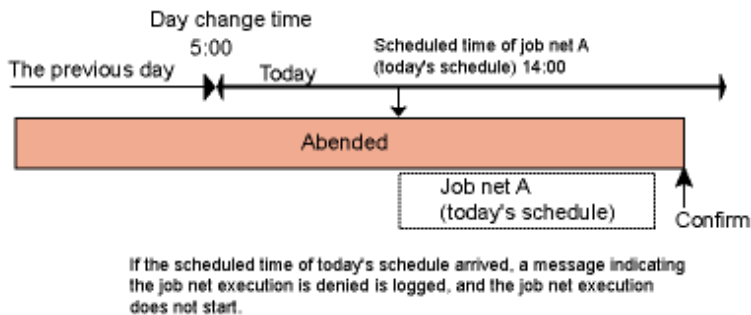 Day change time
5:00
Scheduled time of job net A
(today's schedule) 14:00
The previous day
Today
Abended
Job net A
(today's schedule)
Confirm
If the scheduled time of today's schedule arrived, a message indicating
the job net execution is denied is logged, and the job net execution
does not start.